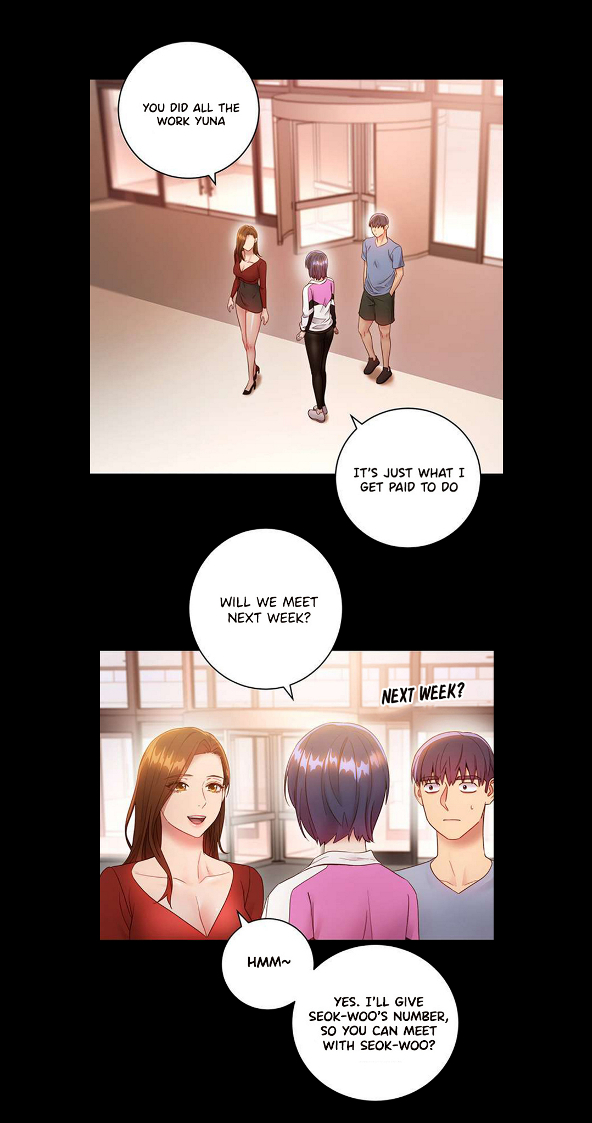 YOU DID ALL THE
WORK YUNA
IT'S JUST WHAT I
GET PAID TO DO
WILL WE MEET
NEXT WEEK?
NEXT WEEK?
HMM~
YES. I'LL GIVE
SEOK-WOO'S NUMBER,
SO YOU CAN MEET
WITH SEOK-WOO?